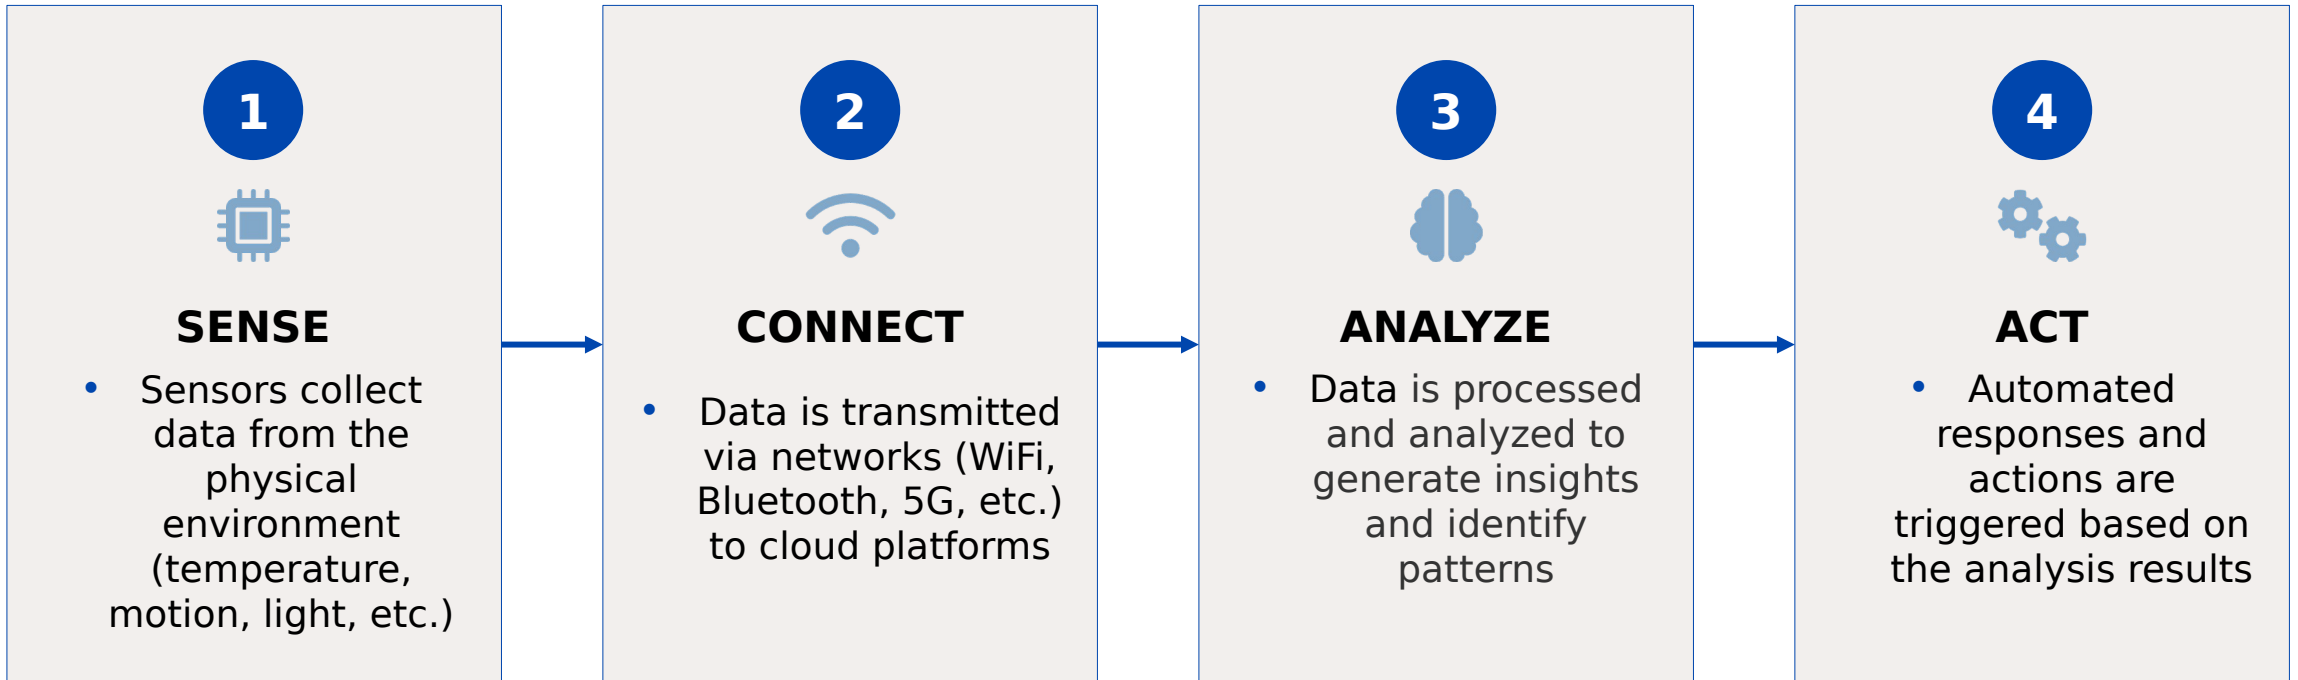 1
SENSE
• Sensors collect
data from the
physical
environment
(temperature,
motion, light, etc.)
2
CONNECT
• Data is transmitted
via networks (WiFi,
Bluetooth, 5G, etc.)
to cloud platforms
3
ANALYZE
• Data is processed
and analyzed to
generate insights
and identify
patterns
4
ACT
• Automated
responses and
actions are
triggered based on
the analysis results